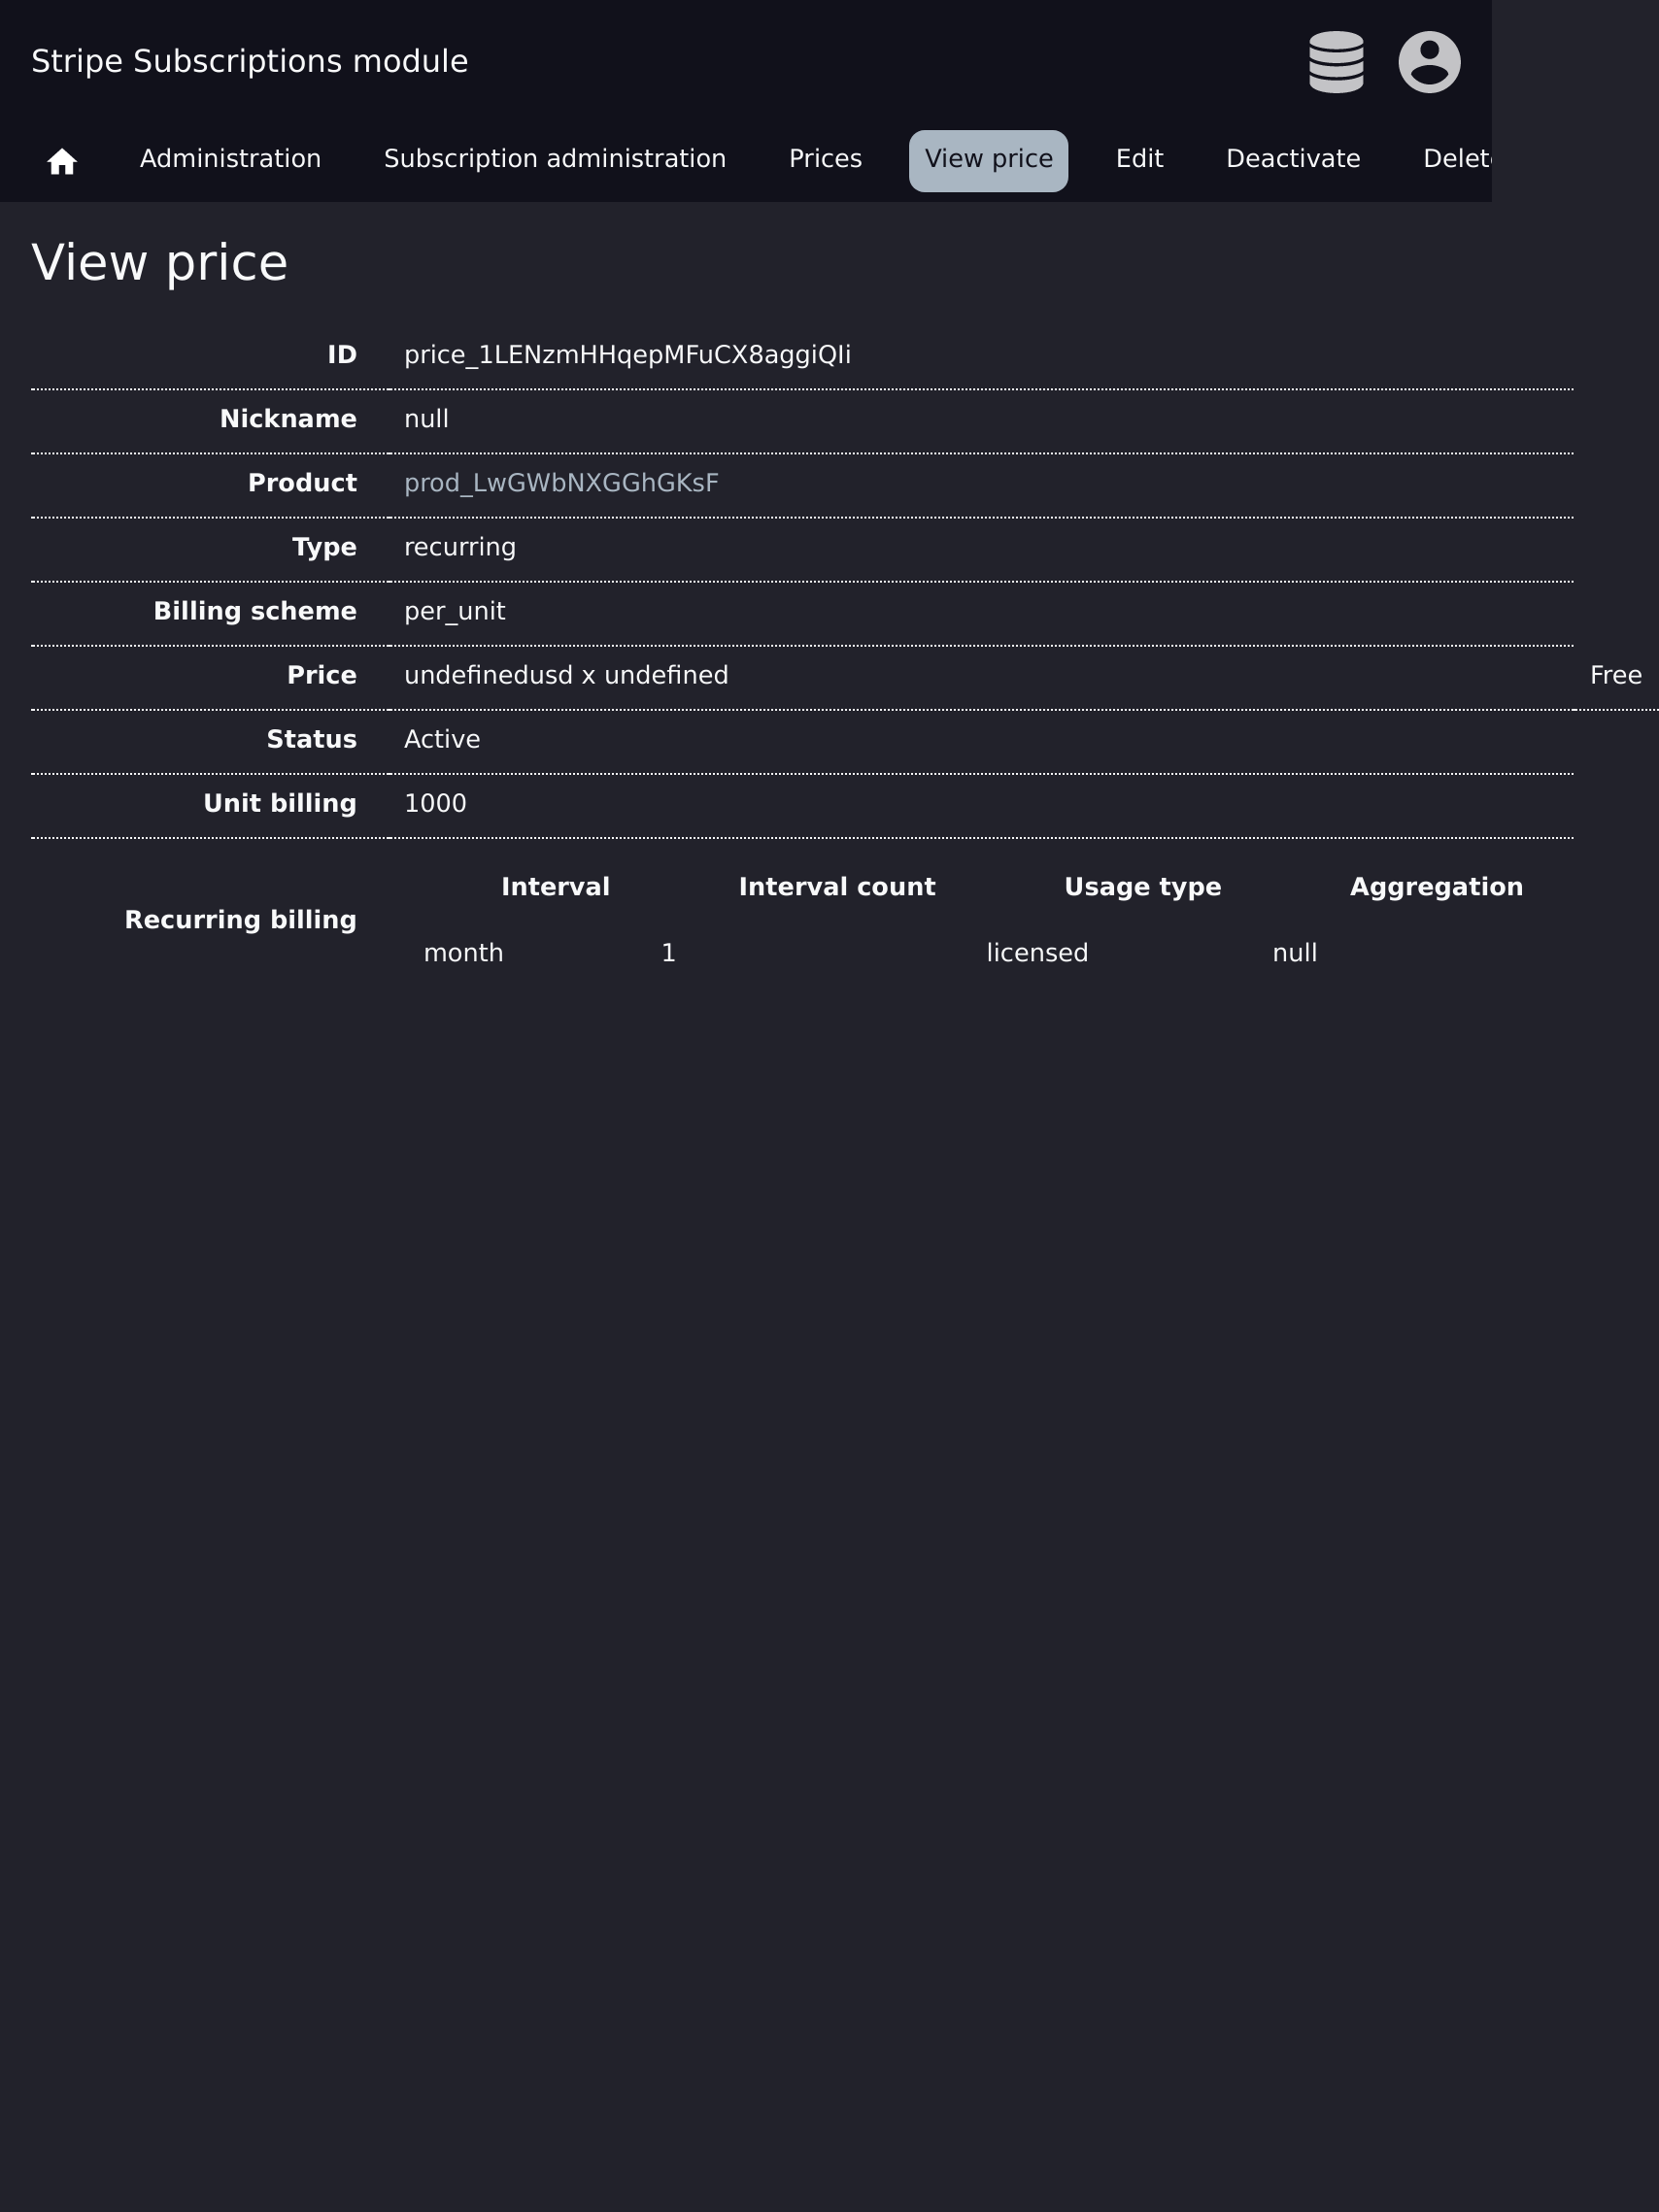 Stripe Subscriptions module
Administration Subscription administration Prices View price Edit Deactivate Delet
View price
ID price_1LENzmHHqepMFuCX8aggiQIi
Nickname null
Product prod_LwGWbNXGGhGKsF
Type recurring
Billing scheme per_unit
Price undefinedusd x undefined Free
Status Active
Unit billing 1000
Interval Interval count Usage type Aggregation
Recurring billing
month 1 licensed null